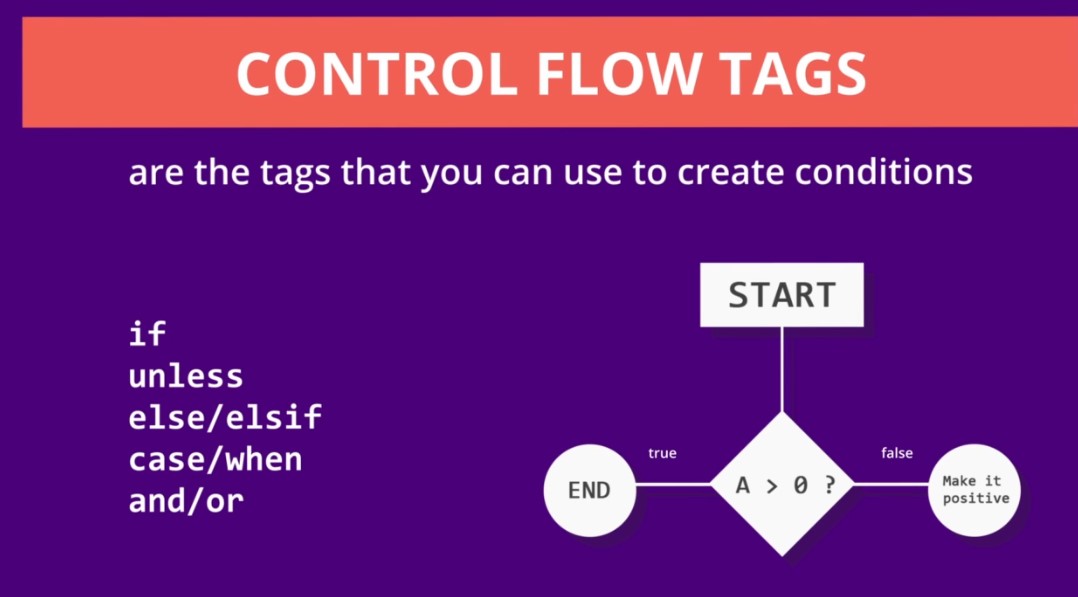 CONTROL FLOW TAGS
are the tags that you can use to create conditions
if
unless
else/elsif
case/when
and/or
START
true
false
END
A > 0 ?
Make it
positive